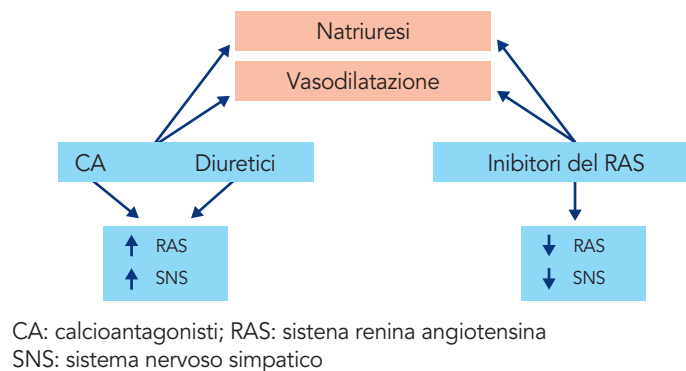 Natriuresi
Vasodilatazione
CA Diuretici
Inibitori del RAS
RAS
SNS
RAS
SNS
CA: calcioantagonisti; RAS: sistena renina angiotensina
SNS: sistema nervoso simpatico